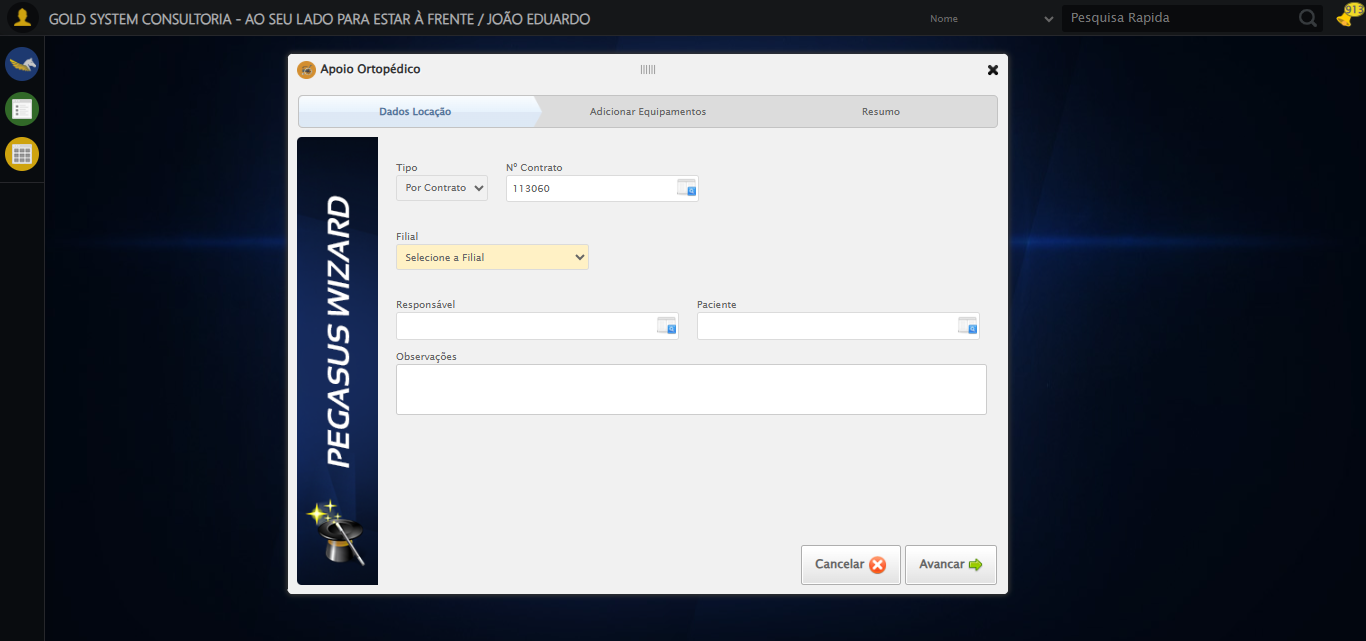 GOLD SYSTEM CONSULTORIA - AO SEU LADO PARA ESTAR À FRENTE / JOÃO EDUARDO
Nome
Pesquisa Rapida
913
Apoio Ortopédico
Dados Locação
Adicionar Equipamentos
Resumo
PEGASUS WIZARD
Tipo
Nº Contrato
Por Contrato
113060
Filial
Selecione a Filial
Responsável
Paciente
Observações
Cancelar
Avancar